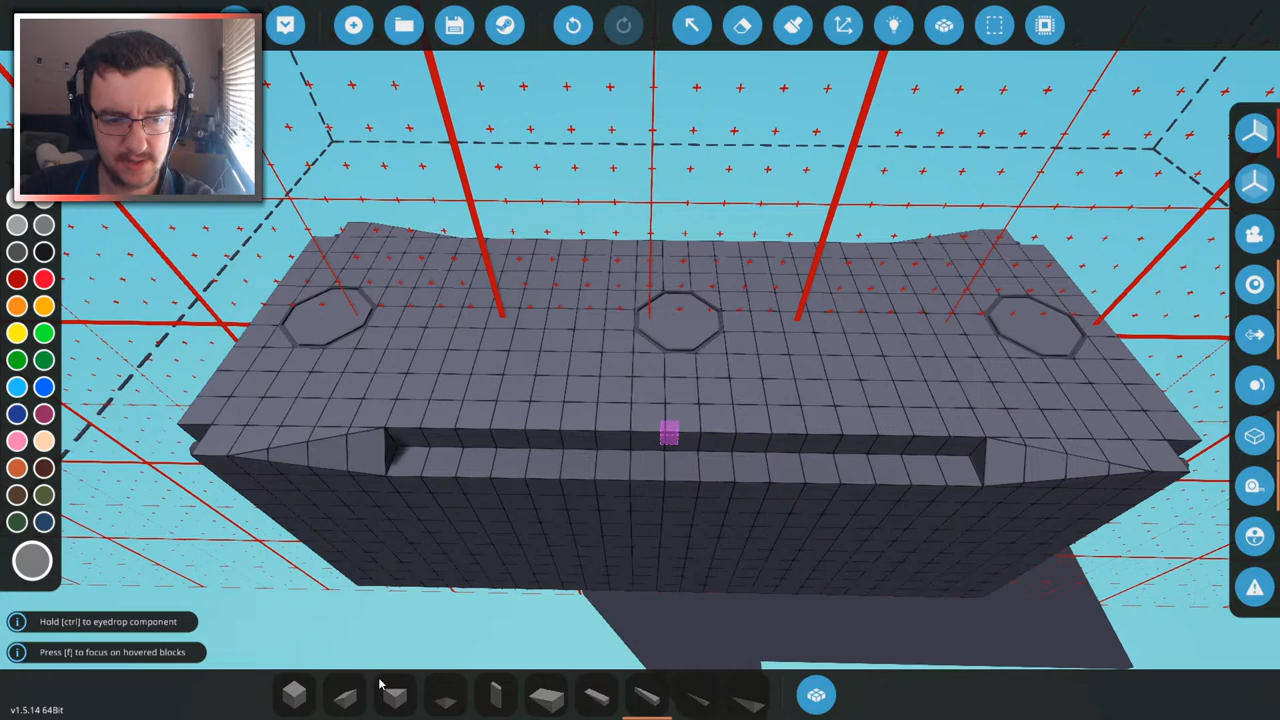 Hold [ctrl] to eyedrop component
Press [f] to focus on hovered blocks
v1.5.14 64Bit